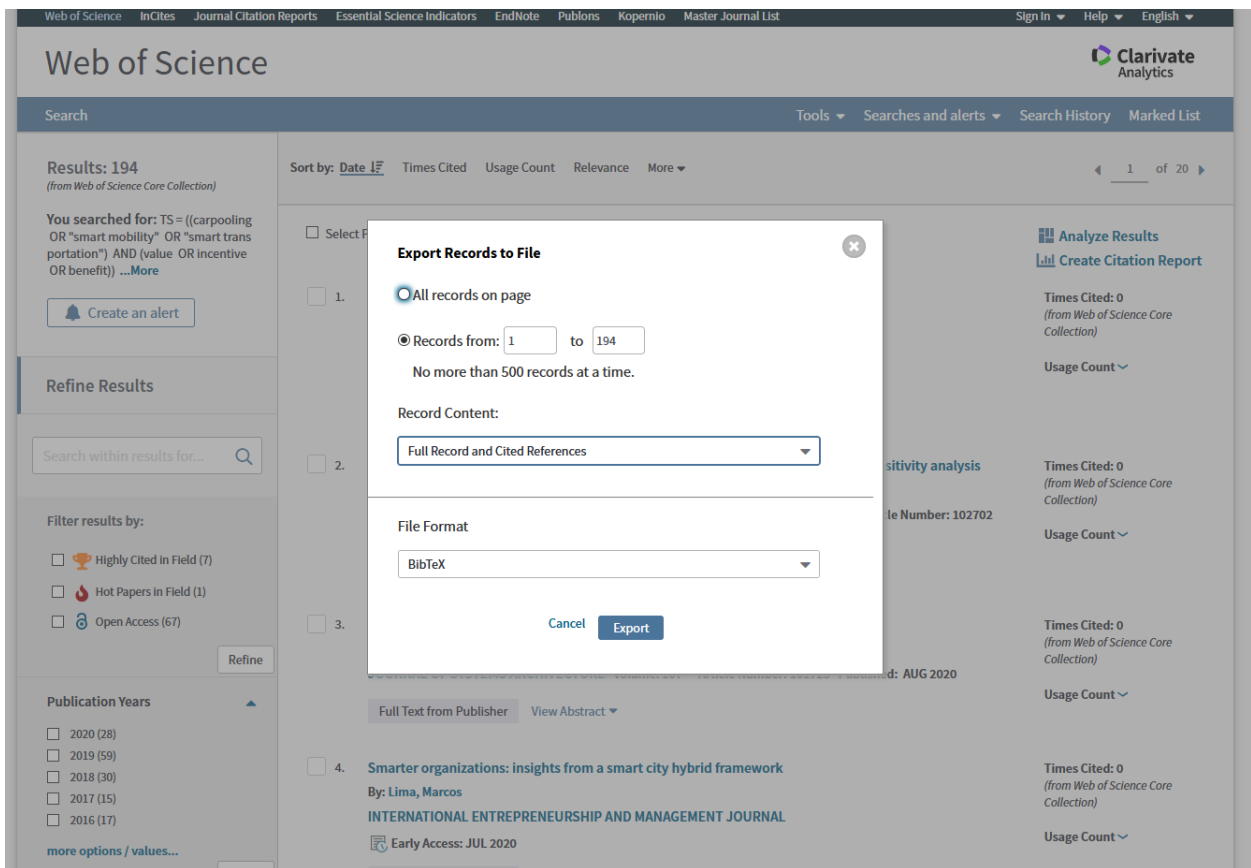 Web of Science InCites Journal Citation Reports Essential Science Indicators EndNote Publons Kopernio Master Journal List Sign In Help English
Web of Science
Clarivate
Analytics
Search Tools Searches and alerts Search History Marked List
Results: 194
(from Web of Science Core Collection)
You searched for: TS = ((carpooling
OR "smart mobility" OR "smart trans
portation") AND (value OR incentive
OR benefit)) ...More
Create an alert
Refine Results
Search within results for...
Filter results by:
Highly Cited in Field (7)
Hot Papers in Field (1)
Open Access (67)
Refine
Publication Years
2020 (28)
2019 (59)
2018 (30)
2017 (15)
2016 (17)
more options / values...
Sort by: Date Times Cited Usage Count Relevance More
1 of 20
Select
Export Records to File
All records on page
Records from: 1 to 194
No more than 500 records at a time.
Record Content:
Full Record and Cited References
File Format
BibTeX
Cancel Export
Analyze Results
Create Citation Report
1.
Times Cited: 0
(from Web of Science Core
Collection)
Usage Count
2.
sitivity analysis
le Number: 102702
Times Cited: 0
(from Web of Science Core
Collection)
Usage Count
3.
d: AUG 2020
Full Text from Publisher View Abstract
Times Cited: 0
(from Web of Science Core
Collection)
Usage Count
4. Smarter organizations: insights from a smart city hybrid framework
By: Lima, Marcos
INTERNATIONAL ENTREPRENEURSHIP AND MANAGEMENT JOURNAL
Early Access: JUL 2020
Times Cited: 0
(from Web of Science Core
Collection)
Usage Count